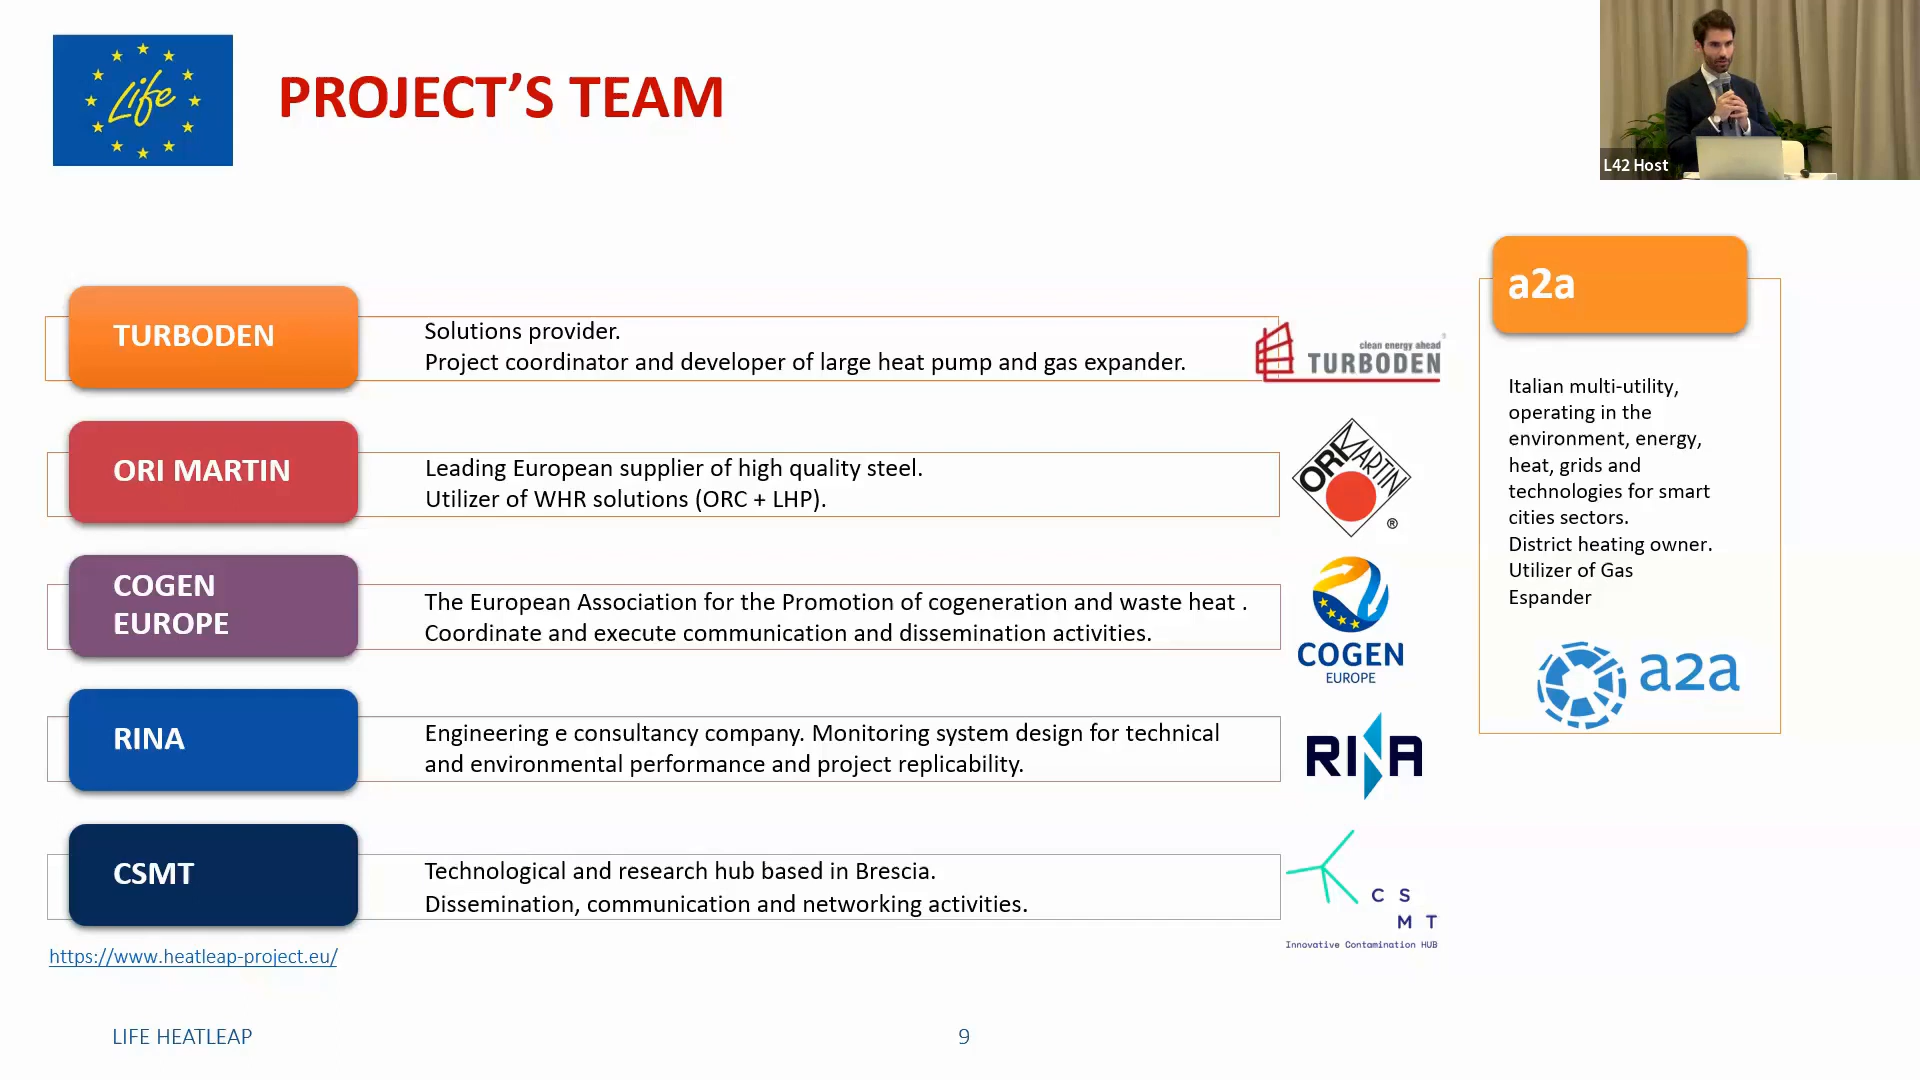 Life
PROJECT’S TEAM
L42 Host
TURBODEN
Solutions provider.
Project coordinator and developer of large heat pump and gas expander.
clean energy ahead
TURBODEN
ORI MARTIN
Leading European supplier of high quality steel.
Utilizer of WHR solutions (ORC + LHP).
ORI MARTIN
®
COGEN
EUROPE
The European Association for the Promotion of cogeneration and waste heat .
Coordinate and execute communication and dissemination activities.
COGEN
EUROPE
RINA
Engineering e consultancy company. Monitoring system design for technical
and environmental performance and project replicability.
RINA
CSMT
Technological and research hub based in Brescia.
Dissemination, communication and networking activities.
C S
M T
Innovative Contamination HUB
a2a
Italian multi-utility,
operating in the
environment, energy,
heat, grids and
technologies for smart
cities sectors.
District heating owner.
Utilizer of Gas
Espander
a2a
https://www.heatleap-project.eu/
LIFE HEATLEAP
9